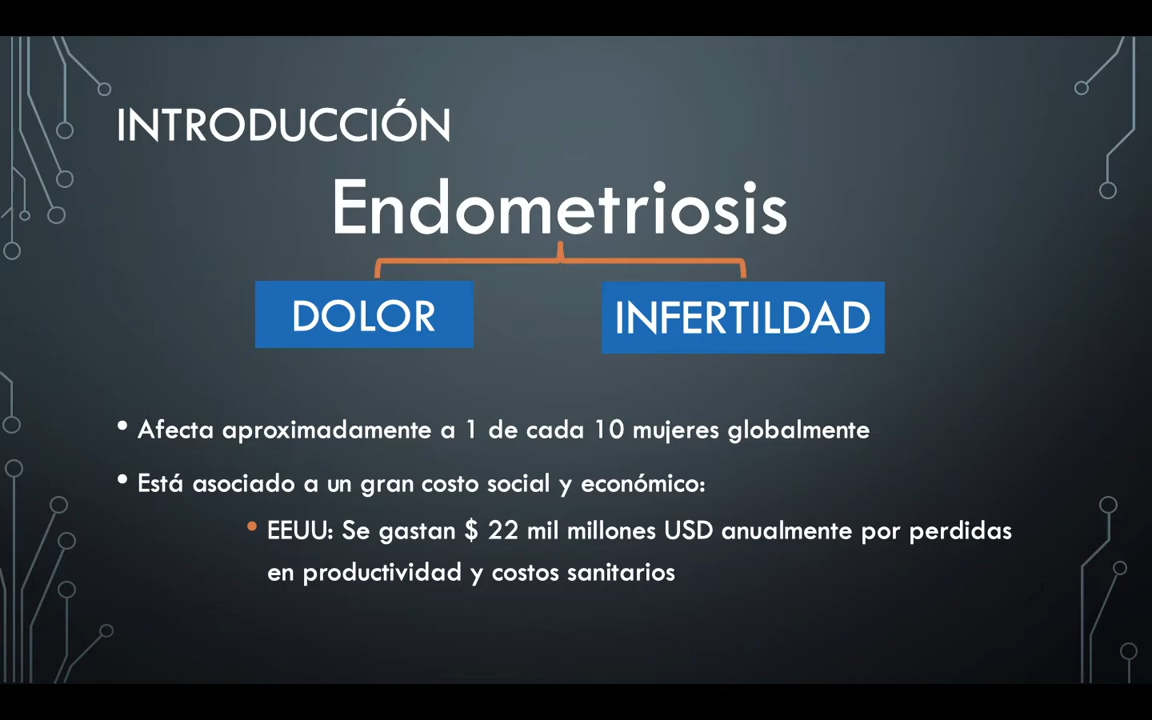 INTRODUCCIÓN
Endometriosis
DOLOR
INFERTILDAD
• Afecta aproximadamente a 1 de cada 10 mujeres globalmente
• Está asociado a un gran costo social y económico:
• EEUU: Se gastan $ 22 mil millones USD anualmente por perdidas
en productividad y costos sanitarios